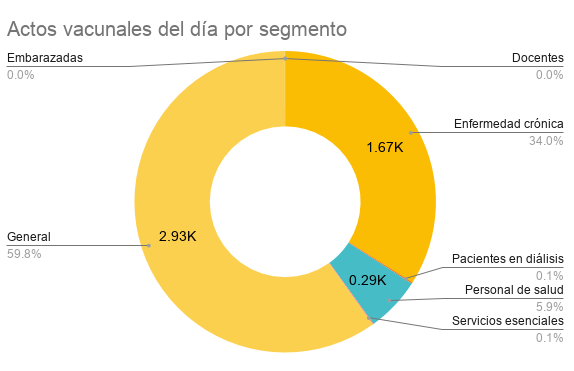 Actos vacunales del día por segmento
Embarazadas
0.0%
Docentes
0.0%
Enfermedad crónica
34.0%
1.67K
General
59.8%
2.93K
Pacientes en diálisis
0.1%
0.29K
Personal de salud
5.9%
Servicios esenciales
0.1%